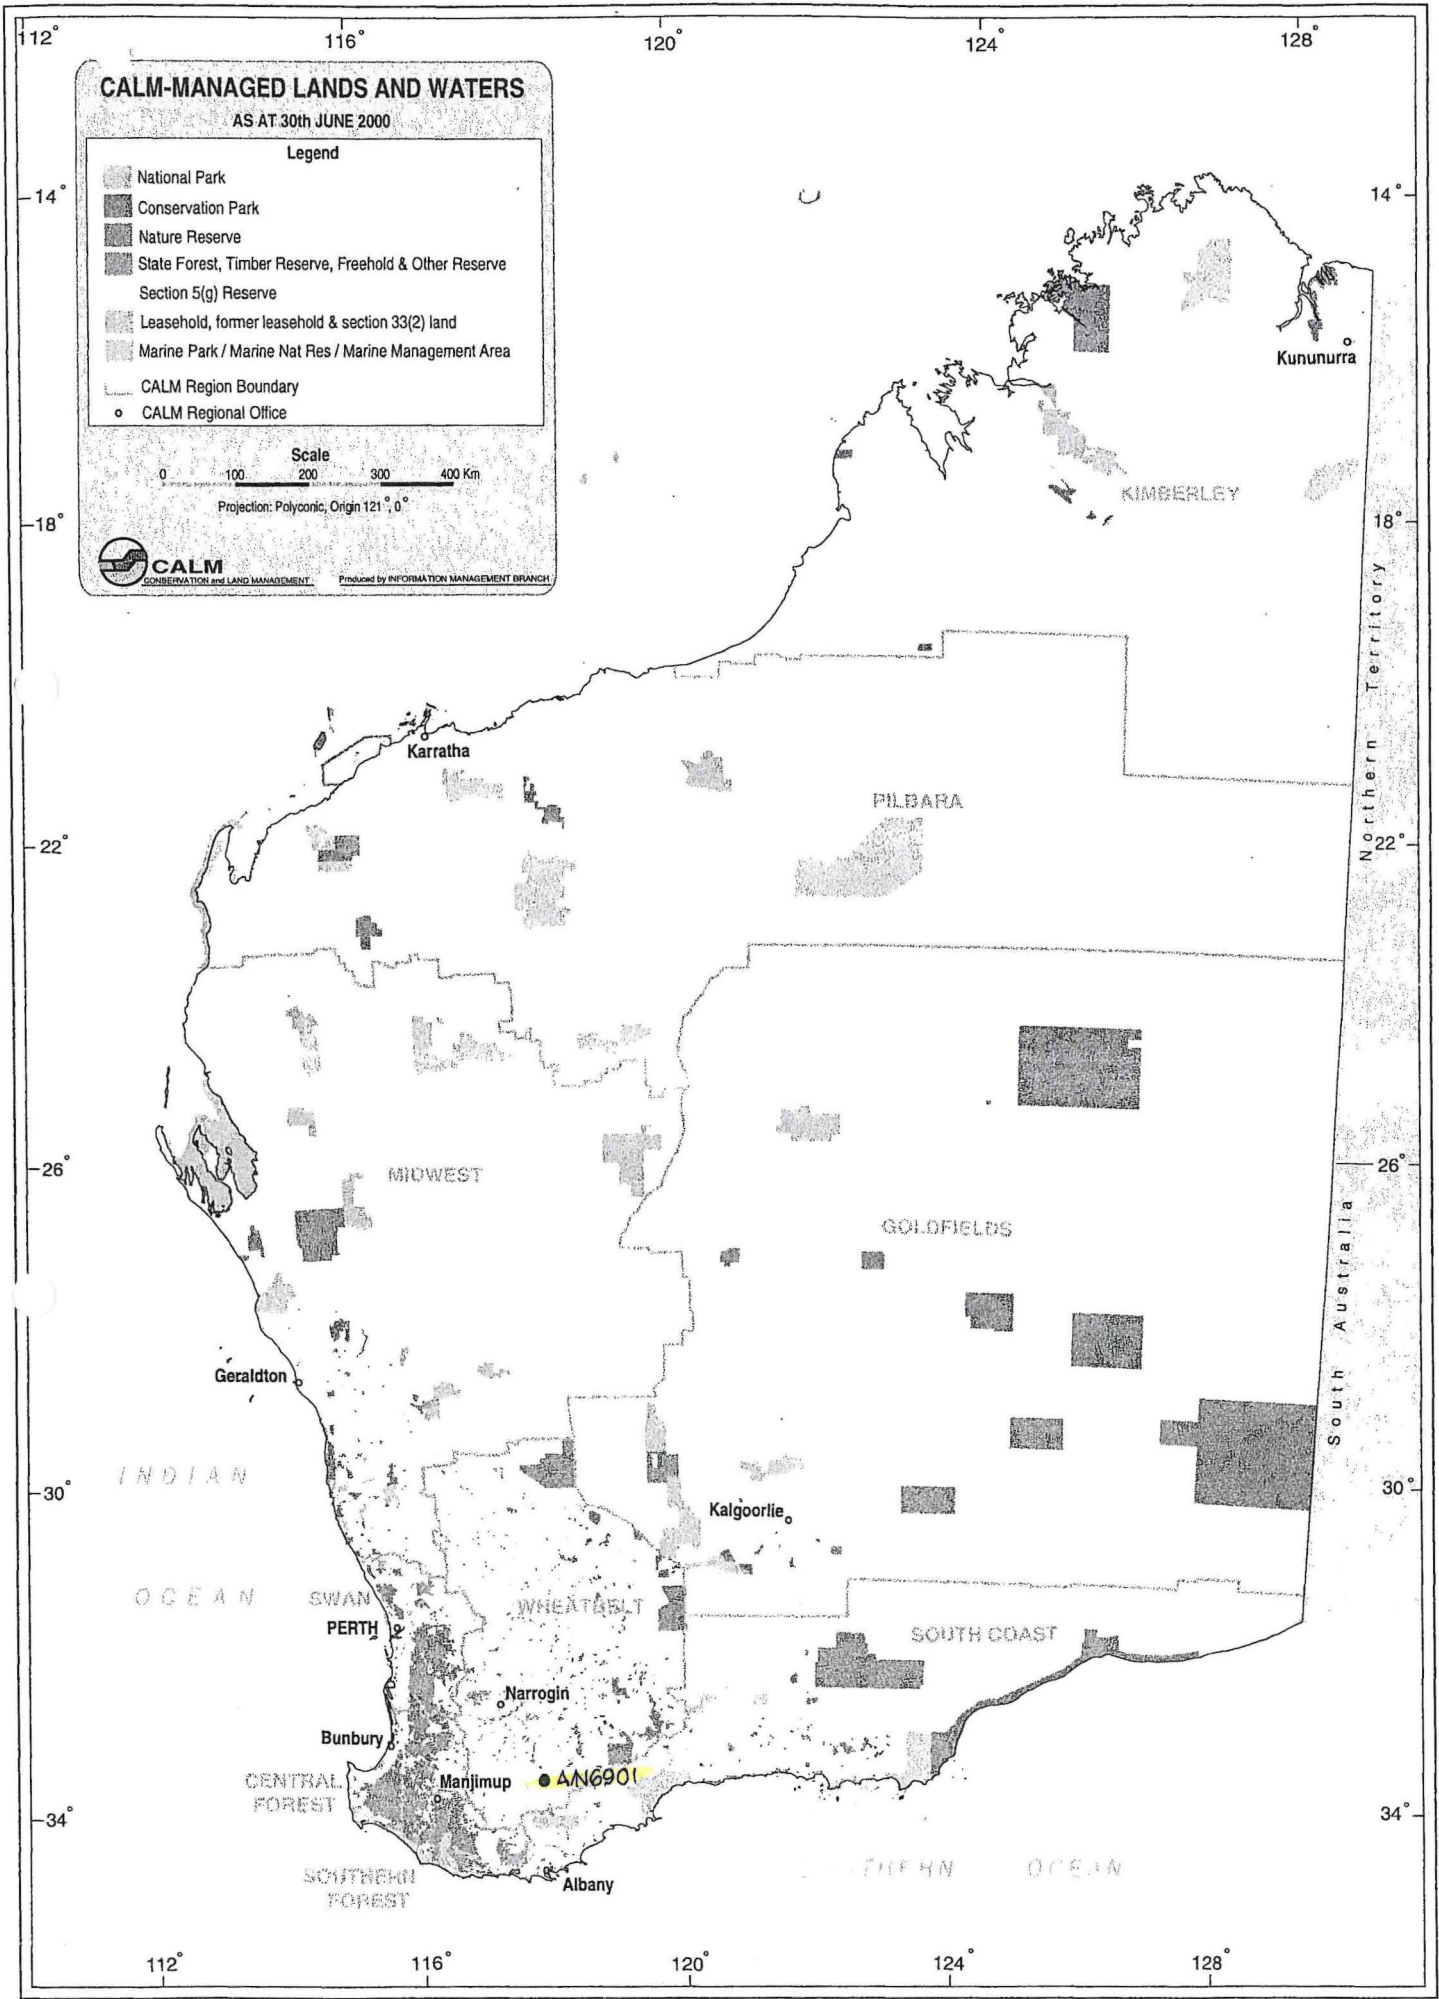 112° 116° 120° 124° 128°
CALM-MANAGED LANDS AND WATERS
AS AT 30th JUNE 2000
Legend
National Park
Conservation Park
Nature Reserve
State Forest, Timber Reserve, Freehold & Other Reserve
Section 5(g) Reserve
Leasehold, former leasehold & section 33(2) land
Marine Park / Marine Nat Res / Marine Management Area
CALM Region Boundary
CALM Regional Office
Scale
0 100 200 300 400 Km
Projection: Polyconic, Origin 121°, 0°
CALM
CONSERVATION and LAND MANAGEMENT
Produced by INFORMATION MANAGEMENT BRANCH
14° 14°
Kununurra
KIMBERLEY
18° 18°
Northern Territory
Karratha
PILBARA
22° 22°
26° 26°
MIDWEST
GOLDFIELDS
South Australia
Geraldton
INDIAN
30° 30°
Kalgoorlie
OCEAN
SWAN
WHEATBELT
PERTH
SOUTH COAST
Narrogin
Bunbury
CENTRAL
FOREST
Manjimup
AN6901
34° 34°
SOUTHERN
FOREST
Albany
THERN OCEAN
112° 116° 120° 124° 128°